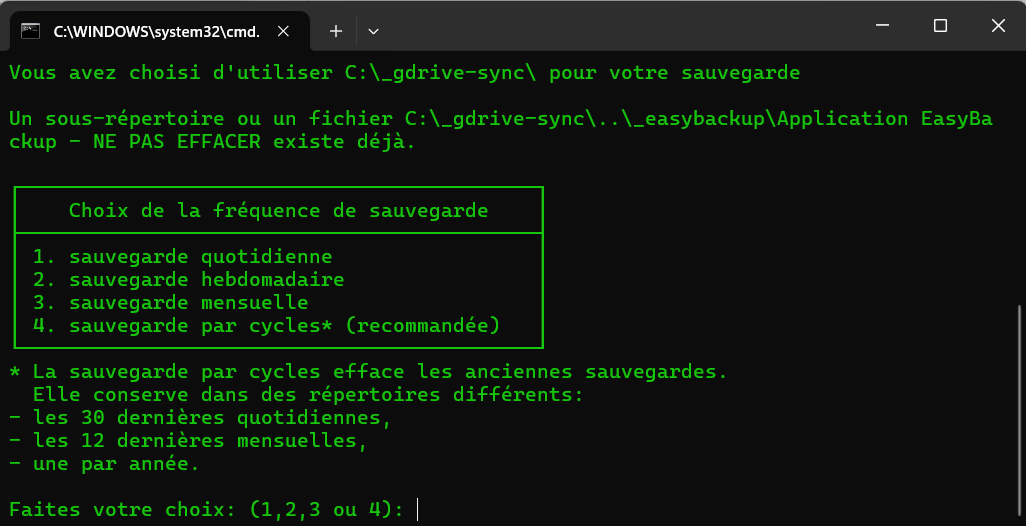 C:\WINDOWS\system32\cmd.
Vous avez choisi d'utiliser C:\_gdrive-sync\ pour votre sauvegarde
Un sous-répertoire ou un fichier C:\_gdrive-sync\..\_easybackup\Application EasyBa
ckup - NE PAS EFFACER existe déjà.
Choix de la fréquence de sauvegarde
1. sauvegarde quotidienne
2. sauvegarde hebdomadaire
3. sauvegarde mensuelle
4. sauvegarde par cycles* (recommandée)
* La sauvegarde par cycles efface les anciennes sauvegardes.
Elle conserve dans des répertoires différents:
- les 30 dernières quotidiennes,
- les 12 dernières mensuelles,
- une par année.
Faites votre choix: (1,2,3 ou 4):